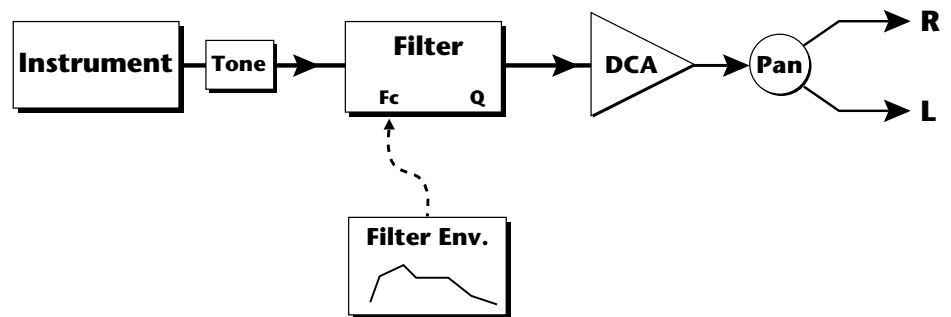 Instrument
Tone
Filter
Fc Q
DCA
Pan
R
L
Filter Env.